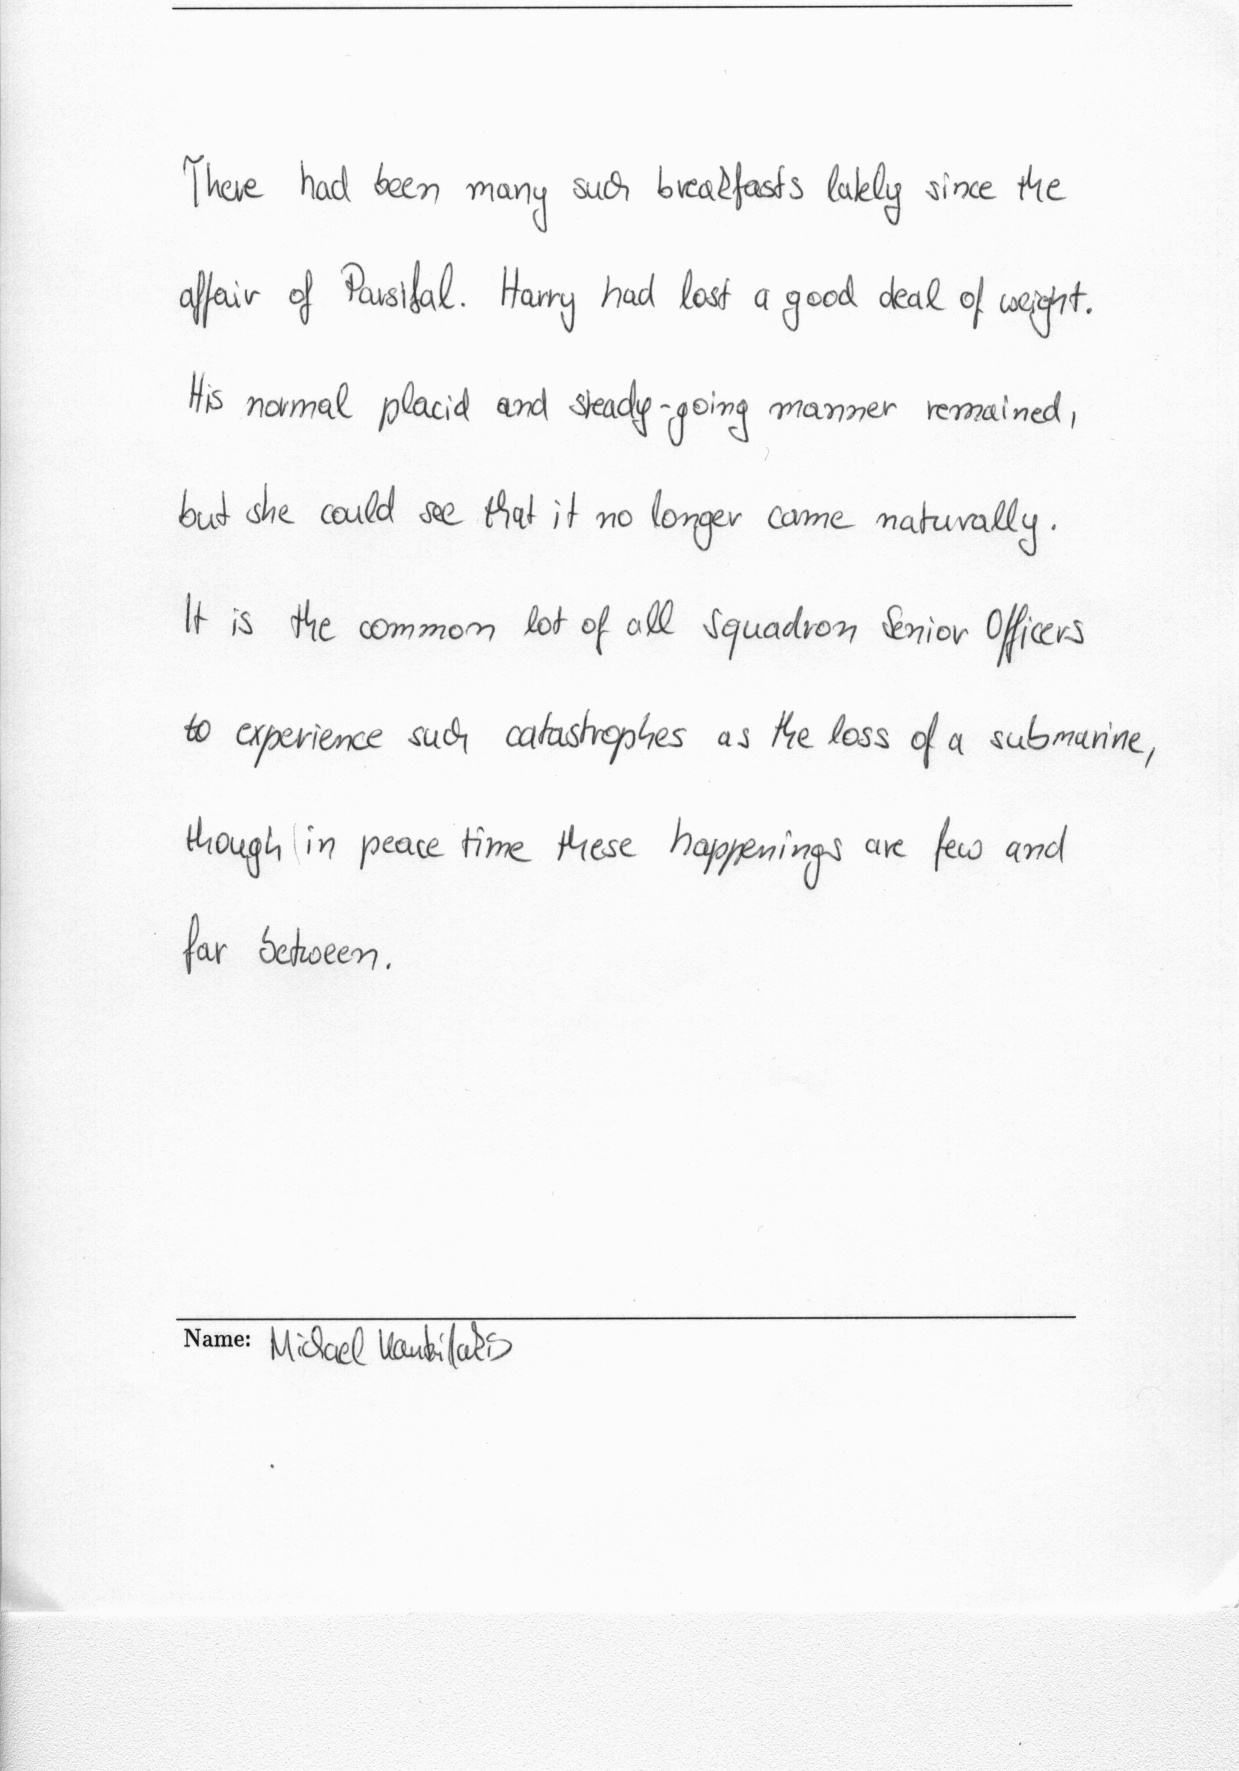 There had been many such breakfasts lately since the
affair of Parsifal. Harry had lost a good deal of weight.
His normal placid and steady-going manner remained,
but she could see that it no longer came naturally.
It is the common lot of all Squadron Senior Officers
to experience such catastrophes as the loss of a submarine,
though in peace time these happenings are few and
far between.
Name: Michael